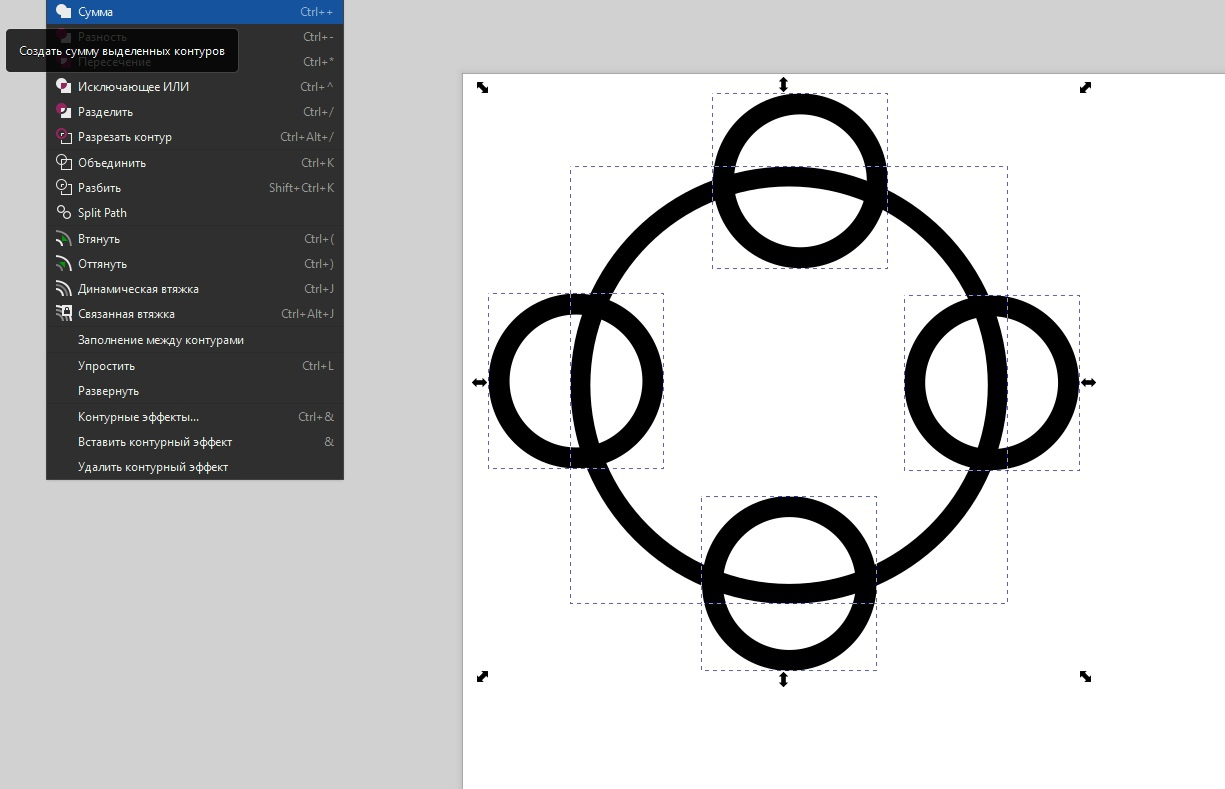 Сумма Ctrl++
Разность Ctrl+-
Создать сумму выделенных контуров
Пересечение Ctrl+*
Исключающее ИЛИ Ctrl+^
Разделить Ctrl+/
Разрезать контур Ctrl+Alt+/
Объединить Ctrl+K
Разбить Shift+Ctrl+K
Split Path
Втянуть Ctrl+(
Оттянуть Ctrl+)
Динамическая втяжка Ctrl+J
Связанная втяжка Ctrl+Alt+J
Заполнение между контурами
Упростить Ctrl+L
Развернуть
Контурные эффекты... Ctrl+&
Вставить контурный эффект &
Удалить контурный эффект